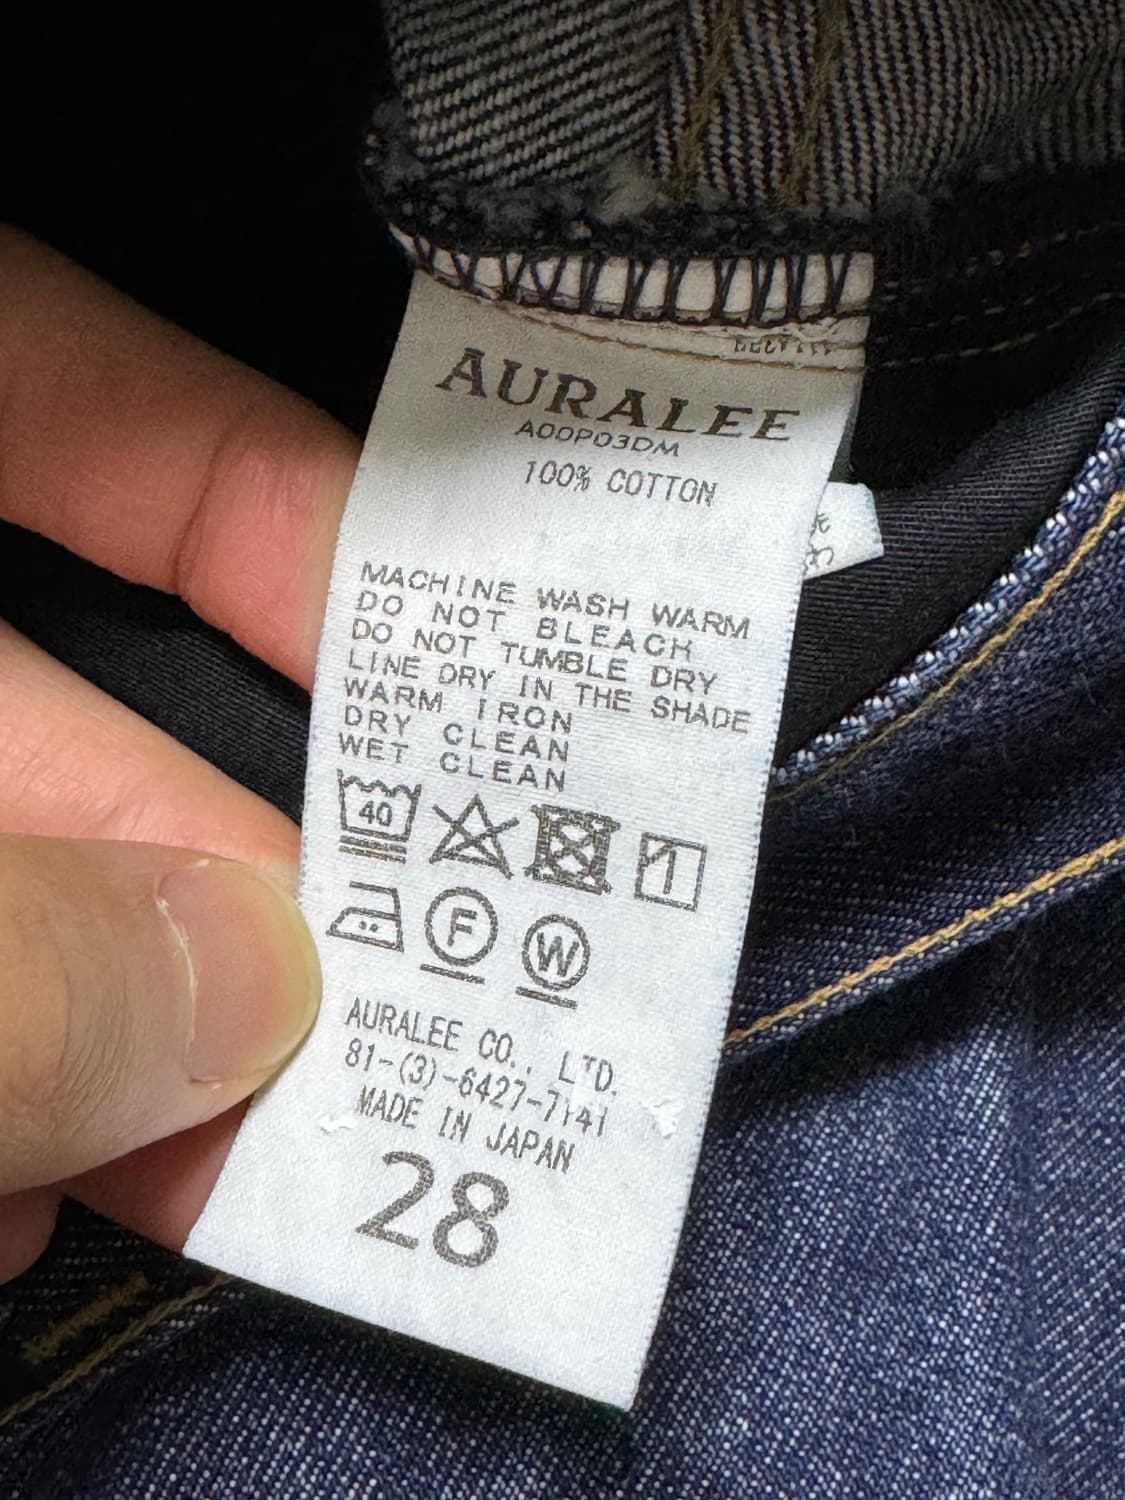 AURALEE
A00P03DM
100% COTTON
MACHINE WASH WARM
DO NOT BLEACH
DO NOT TUMBLE DRY
LINE DRY IN THE SHADE
WARM IRON
DRY CLEAN
WET CLEAN
40
F W
AURALEE CO., LTD.
81-(3)-6427-7141
MADE IN JAPAN
28